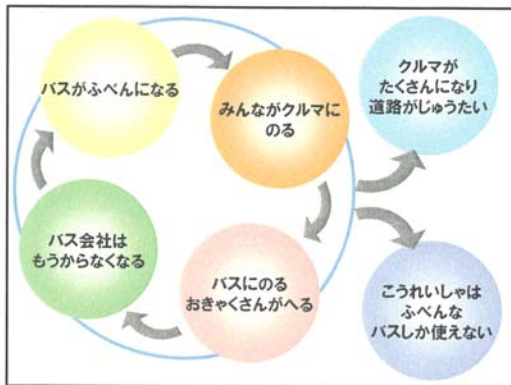 バスがふべんになる
みんながクルマに
のる
バスにのる
おきゃくさんがへる
バス会社は
もうからなくなる
クルマが
たくさんになり
道路がじゅうたい
こうれいしゃは
ふべんな
バスしか使えない